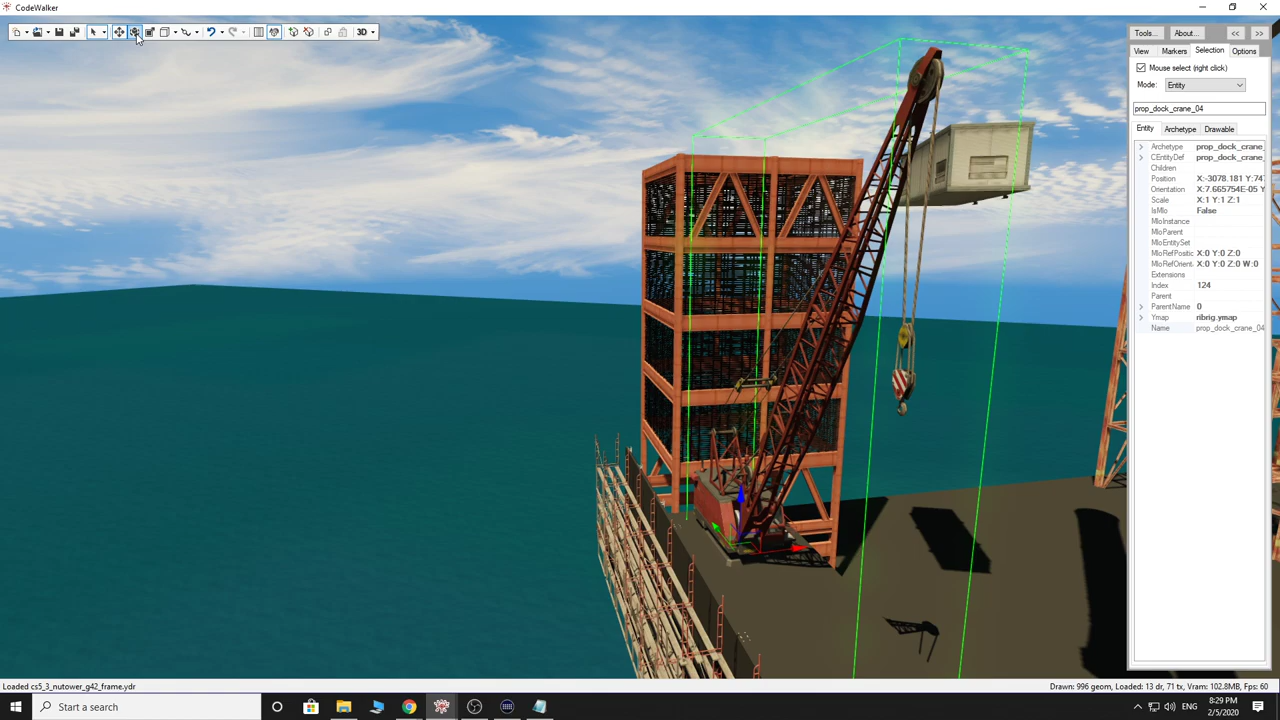 CodeWalker
3D
Tools...
About...
<<
>>
View
Markers
Selection
Options
Mouse select (right click)
Mode:
Entity
prop_dock_crane_04
Entity
Archetype
Drawable
Archetype prop_dock_crane_
CEntityDef prop_dock_crane_
Children
Position X:-3078.181 Y:747
Orientation X:7.665754E-05 Y
Scale X:1 Y:1 Z:1
IsMlo False
MloInstance
MloParent
MloEntitySet
MloRefPositic X:0 Y:0 Z:0
MloRefOrient X:0 Y:0 Z:0 W:0
Extensions
Index 124
Parent
ParentName 0
Ymap ribrig.ymap
Name prop_dock_crane_04
Loaded cs5_3_nutower_g42_frame.ydr
Drawn: 996 geom, Loaded: 13 dr, 71 tx, Vram: 102.8MB, Fps: 60
Start a search
8:29 PM
2/5/2020